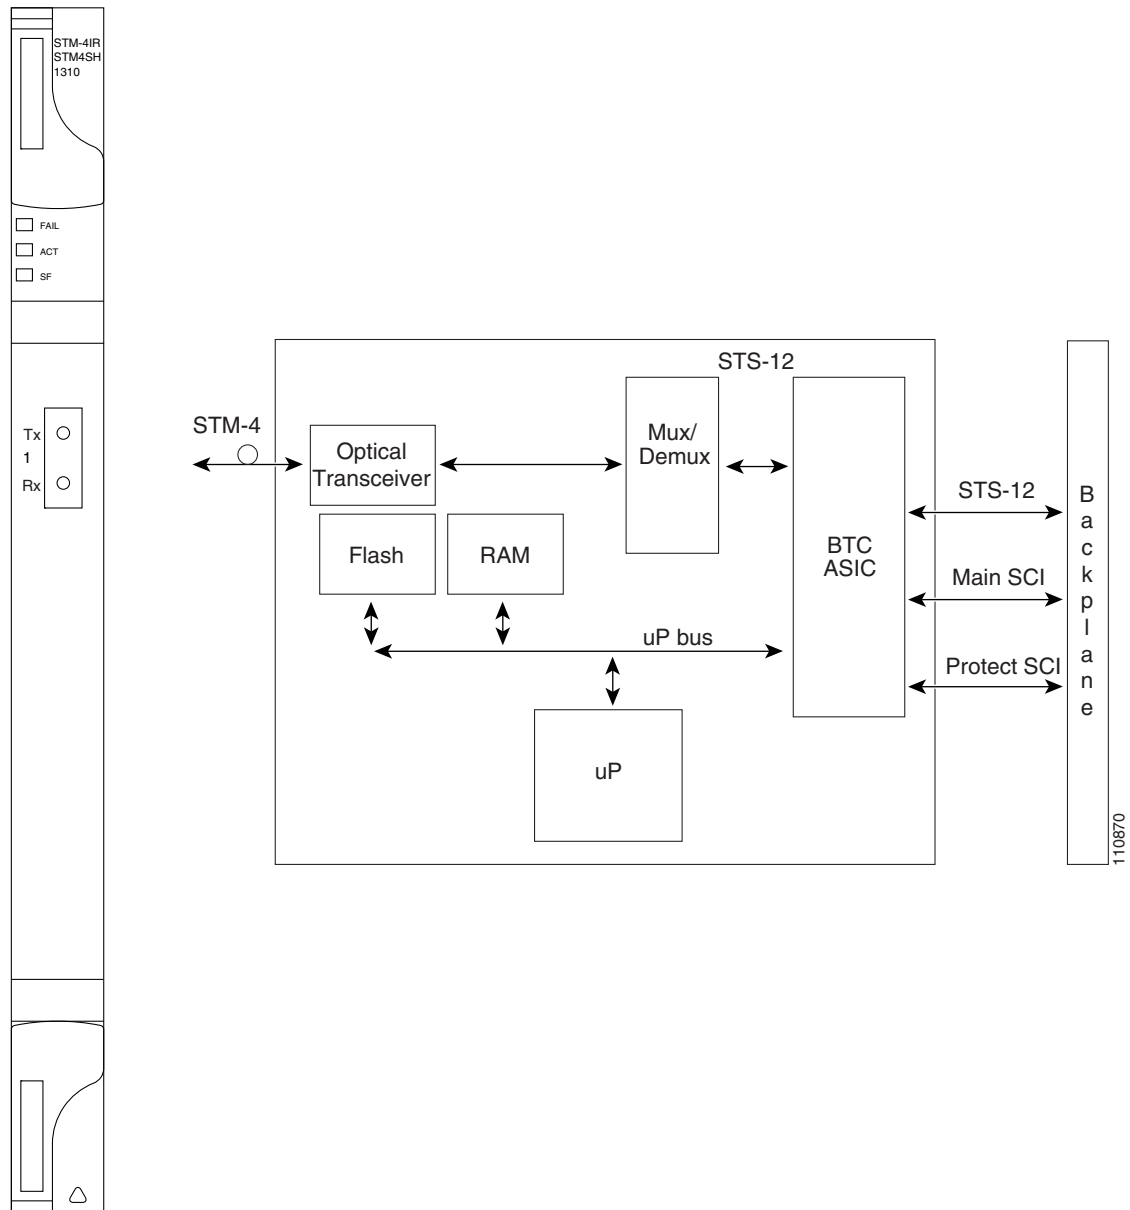 STM-4IR
STM4SH
1310
FAIL
ACT
SF
Tx
1
Rx
STM-4
Optical
Transceiver
Flash
RAM
uP bus
uP
STS-12
Mux/
Demux
BTC
ASIC
STS-12
Main SCI
Protect SCI
Backplane
110870